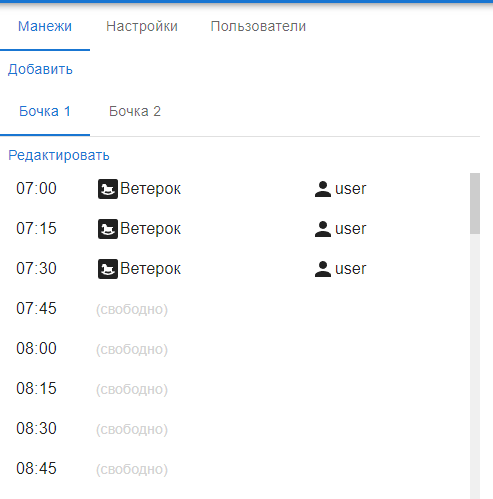 Манежи Настройки Пользователи
Добавить
Бочка 1 Бочка 2
Редактировать
07:00 Ветерок user
07:15 Ветерок user
07:30 Ветерок user
07:45 (свободно)
08:00 (свободно)
08:15 (свободно)
08:30 (свободно)
08:45 (свободно)